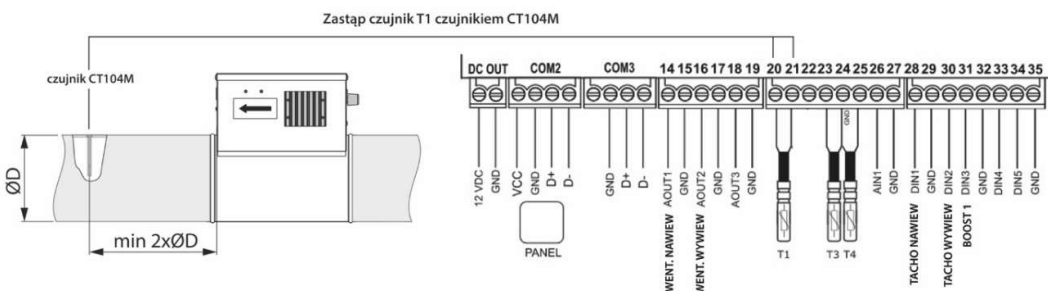 Zastąp czujnik T1 czujnikiem CT104M
czujnik CT104M
ØD
min 2xØD
DC OUT COM2 COM3 14 15 16 17 18 19 20 21 22 23 24 25 26 27 28 29 30 31 32 33 34 35
12 VDC
GND
VCC
GND
D+
D-
PANEL
GND
D+
D-
WENT. NAWIEW AOUT1
GND
WENT. WYWIEW AOUT2
GND
AOUT3
GND
T1
T3 T4
GND
AIN1
GND
TACHO NAWIEW DIN1
GND
TACHO WYWIEW DIN2
BOOST 1 DIN3
GND
DIN4
DIN5
GND